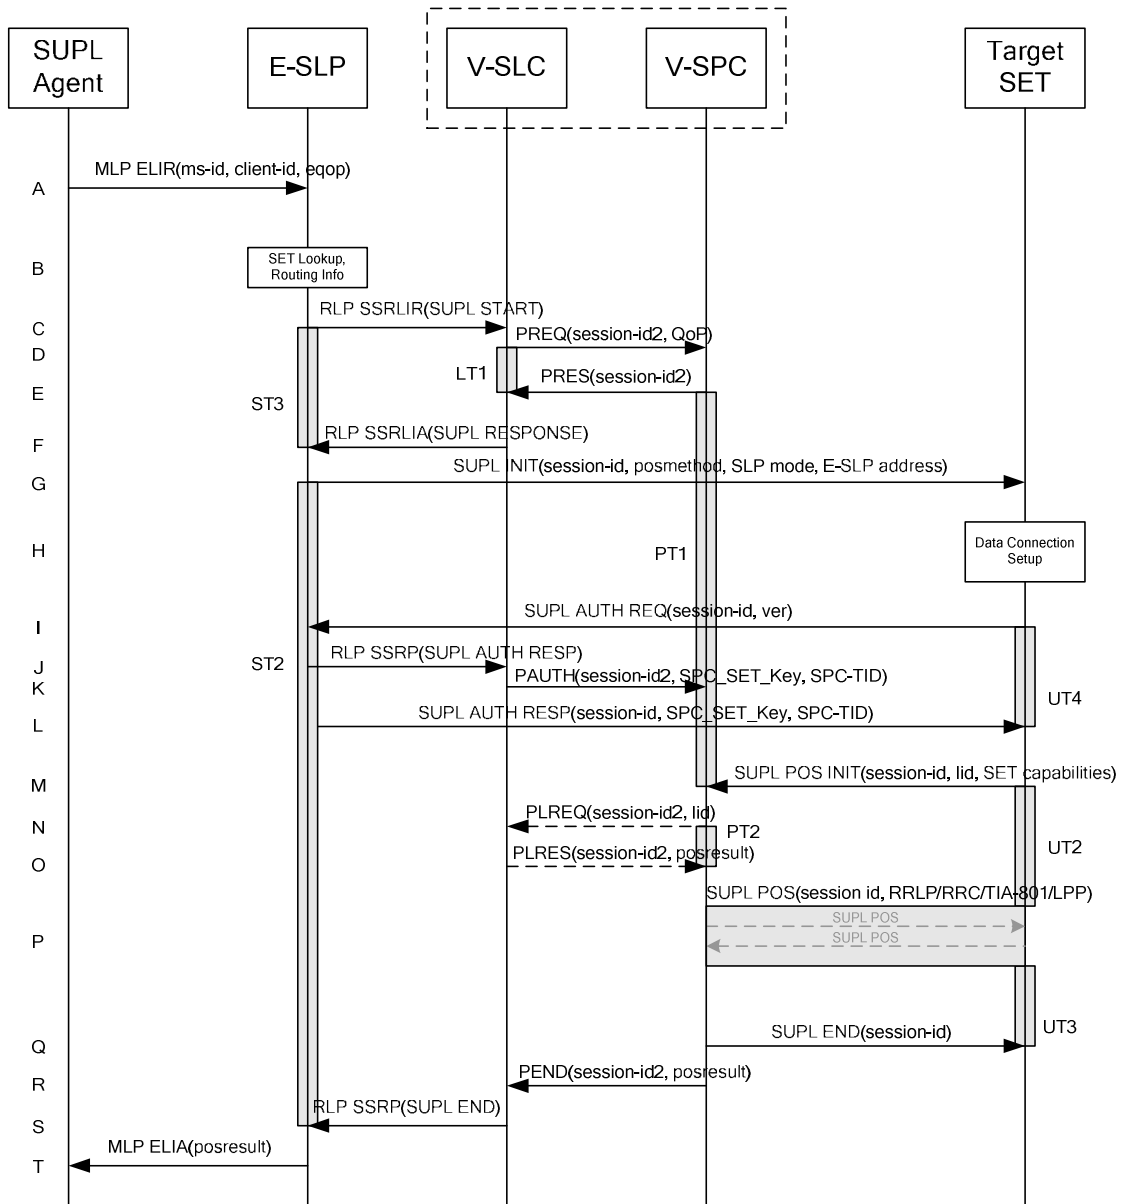 SUPL
Agent
E-SLP
V-SLC
V-SPC
Target
SET
MLP ELIR(ms-id, client-id, eqop)
A
SET Lookup,
Routing Info
B
RLP SSRLIR(SUPL START)
C
PREQ(session-id2, QoP)
D
LT1
PRES(session-id2)
E
ST3
RLP SSRLIA(SUPL RESPONSE)
F
SUPL INIT(session-id, posmethod, SLP mode, E-SLP address)
G
Data Connection
Setup
H
PT1
SUPL AUTH REQ(session-id, ver)
I
ST2
RLP SSRP(SUPL AUTH RESP)
J
PAUTH(session-id2, SPC_SET_Key, SPC-TID)
K
UT4
SUPL AUTH RESP(session-id, SPC_SET_Key, SPC-TID)
L
SUPL POS INIT(session-id, lid, SET capabilities)
M
PLREQ(session-id2, lid)
N
PT2
UT2
PLRES(session-id2, posresult)
O
SUPL POS(session id, RRLP/RRC/TIA-801/LPP)
SUPL POS
SUPL POS
P
UT3
SUPL END(session-id)
Q
PEND(session-id2, posresult)
R
RLP SSRP(SUPL END)
S
MLP ELIA(posresult)
T